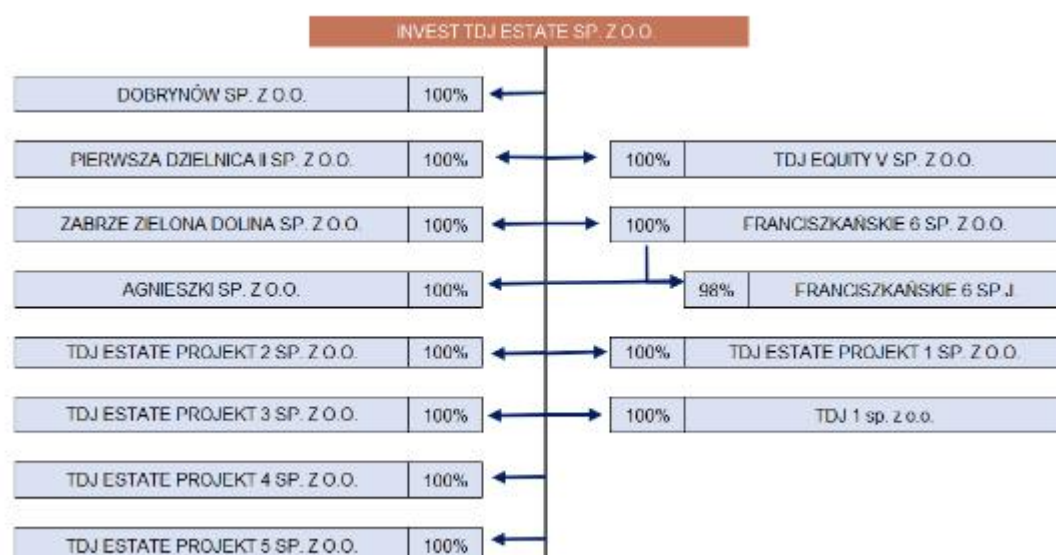 INVEST TDJ ESTATE SP. Z O.O.
DOBRYNÓW SP. Z O.O. 100%
PIERWSZA DZIELNICA II SP. Z O.O. 100% 100% TDJ EQUITY V SP. Z O.O.
ZABRZE ZIELONA DOLINA SP. Z O.O. 100% 100% FRANCISZKAŃSKIE 6 SP. Z O.O.
AGNIESZKI SP. Z O.O. 100% 98% FRANCISZKAŃSKIE 6 SP.J.
TDJ ESTATE PROJEKT 2 SP. Z O.O. 100% 100% TDJ ESTATE PROJEKT 1 SP. Z O.O.
TDJ ESTATE PROJEKT 3 SP. Z O.O. 100% 100% TDJ 1 sp. z o.o.
TDJ ESTATE PROJEKT 4 SP. Z O.O. 100%
TDJ ESTATE PROJEKT 5 SP. Z O.O. 100%